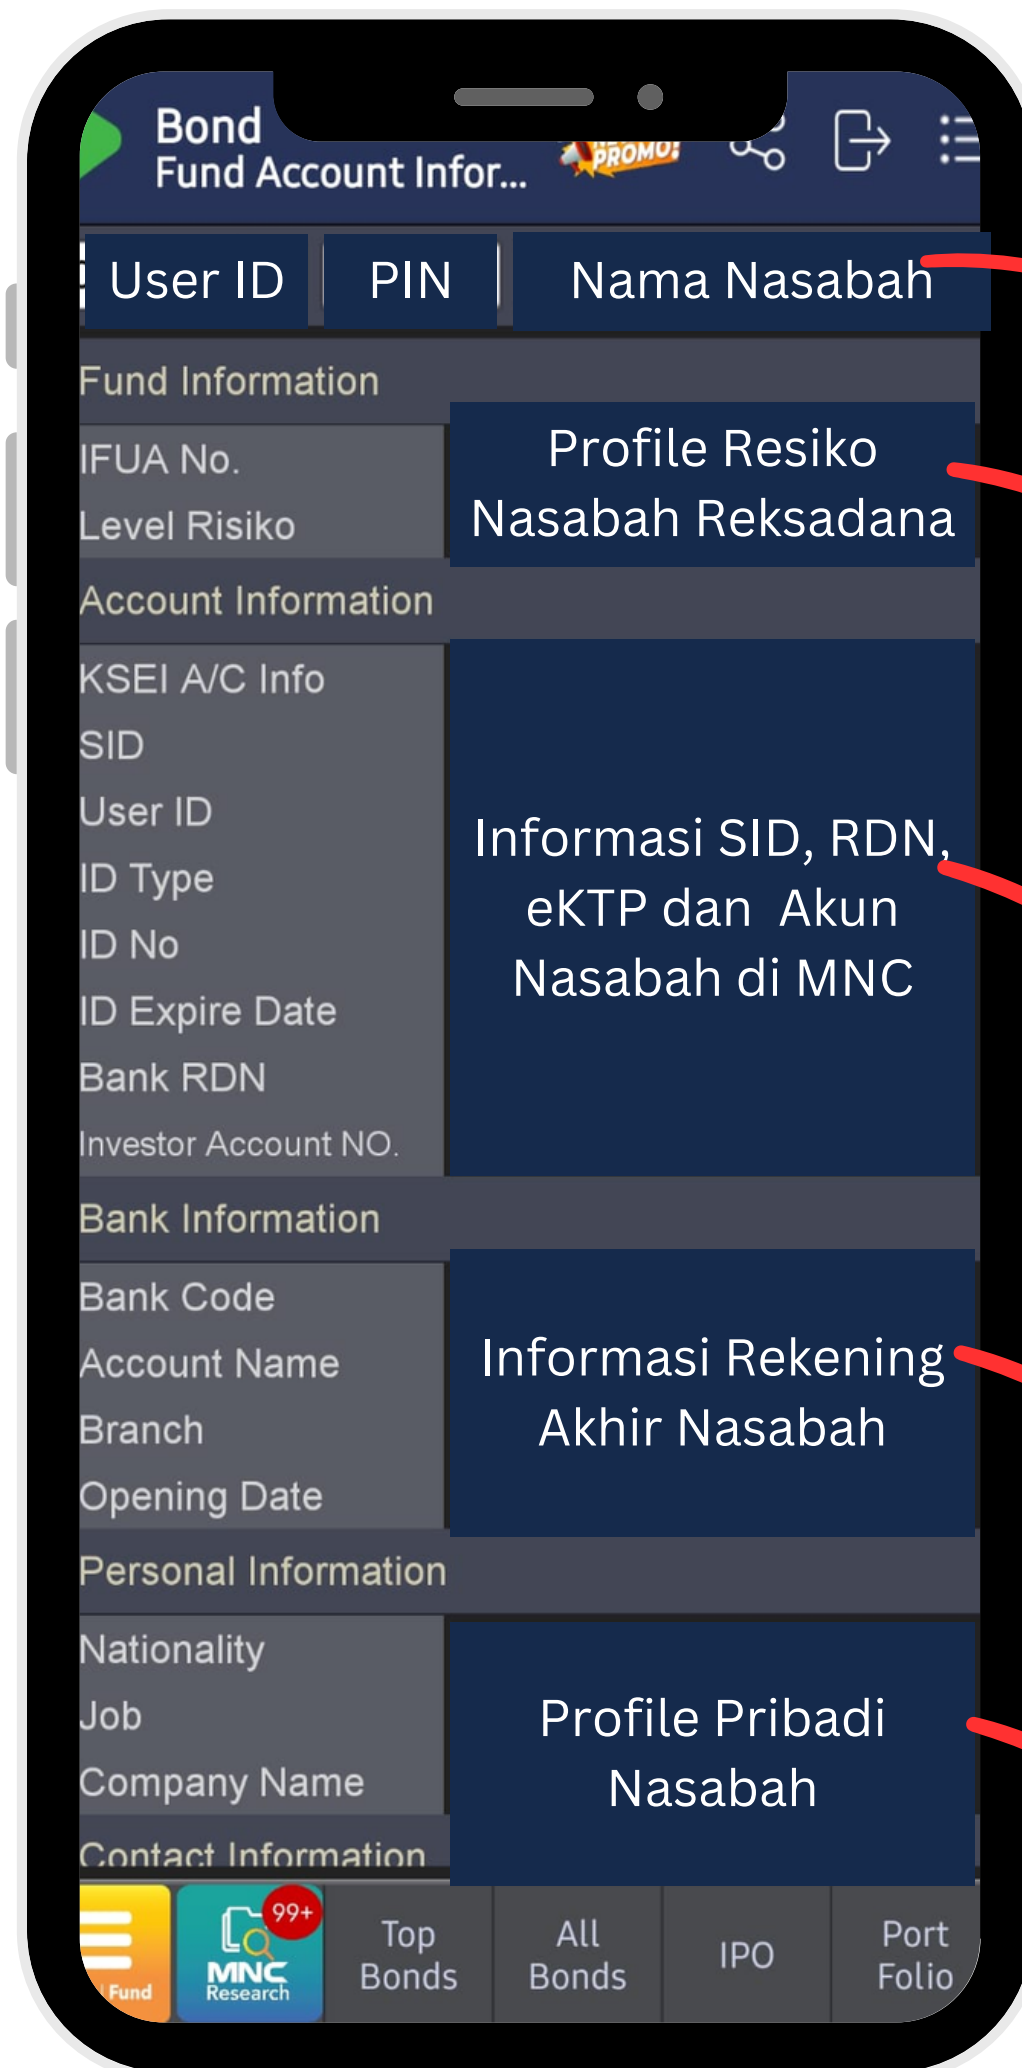 Bond
Fund Account Infor...
PROMO!
User ID
PIN
Nama Nasabah
Fund Information
IFUA No.
Level Risiko
Profile Resiko
Nasabah Reksadana
Account Information
KSEI A/C Info
SID
User ID
ID Type
ID No
ID Expire Date
Bank RDN
Investor Account NO.
Informasi SID, RDN,
eKTP dan Akun
Nasabah di MNC
Bank Information
Bank Code
Account Name
Branch
Opening Date
Informasi Rekening
Akhir Nasabah
Personal Information
Nationality
Job
Company Name
Profile Pribadi
Nasabah
Contact Information
Fund
99+
MNC
Research
Top
Bonds
All
Bonds
IPO
Port
Folio